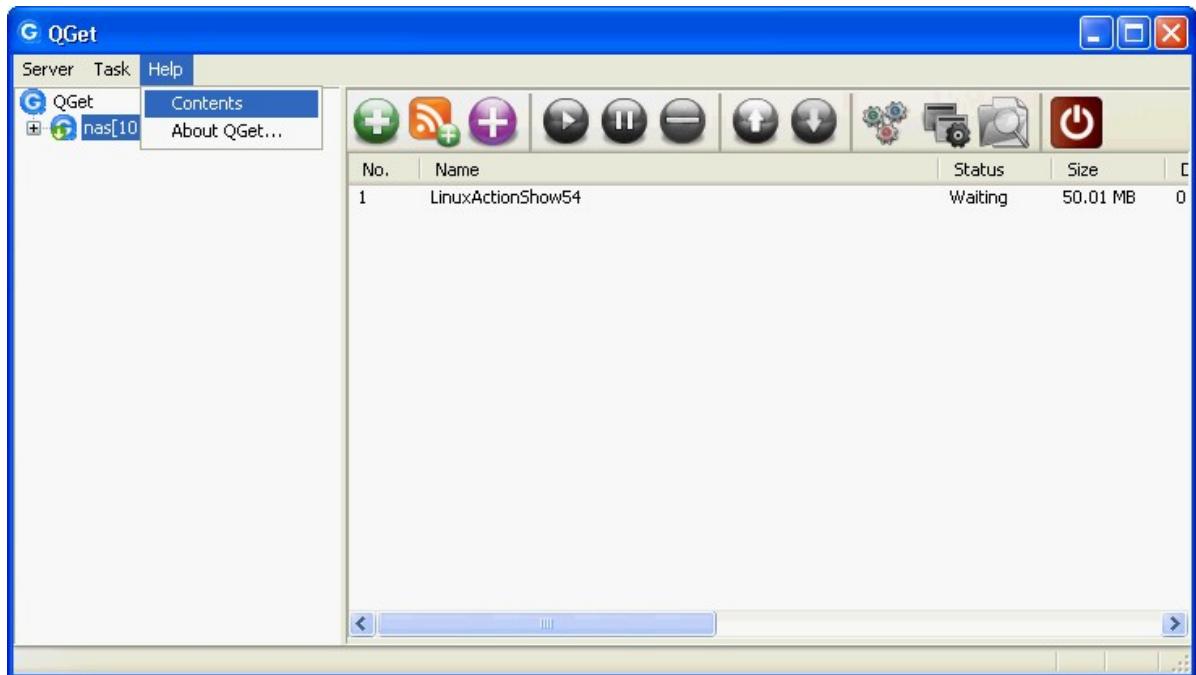 QGet
Server Task Help
QGet
nas[10
Contents
About QGet...
No. Name Status Size
1 LinuxActionShow54 Waiting 50.01 MB 0